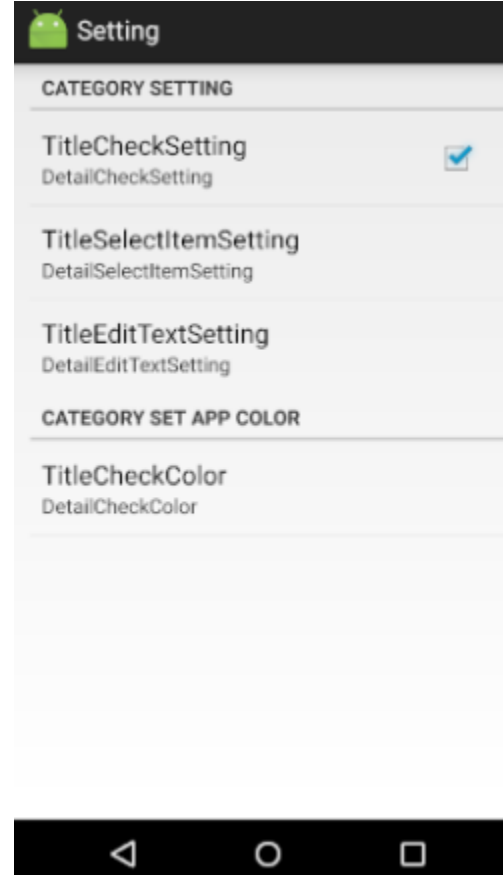 Setting
CATEGORY SETTING
TitleCheckSetting
DetailCheckSetting
TitleSelectItemSetting
DetailSelectItemSetting
TitleEditTextSetting
DetailEditTextSetting
CATEGORY SET APP COLOR
TitleCheckColor
DetailCheckColor